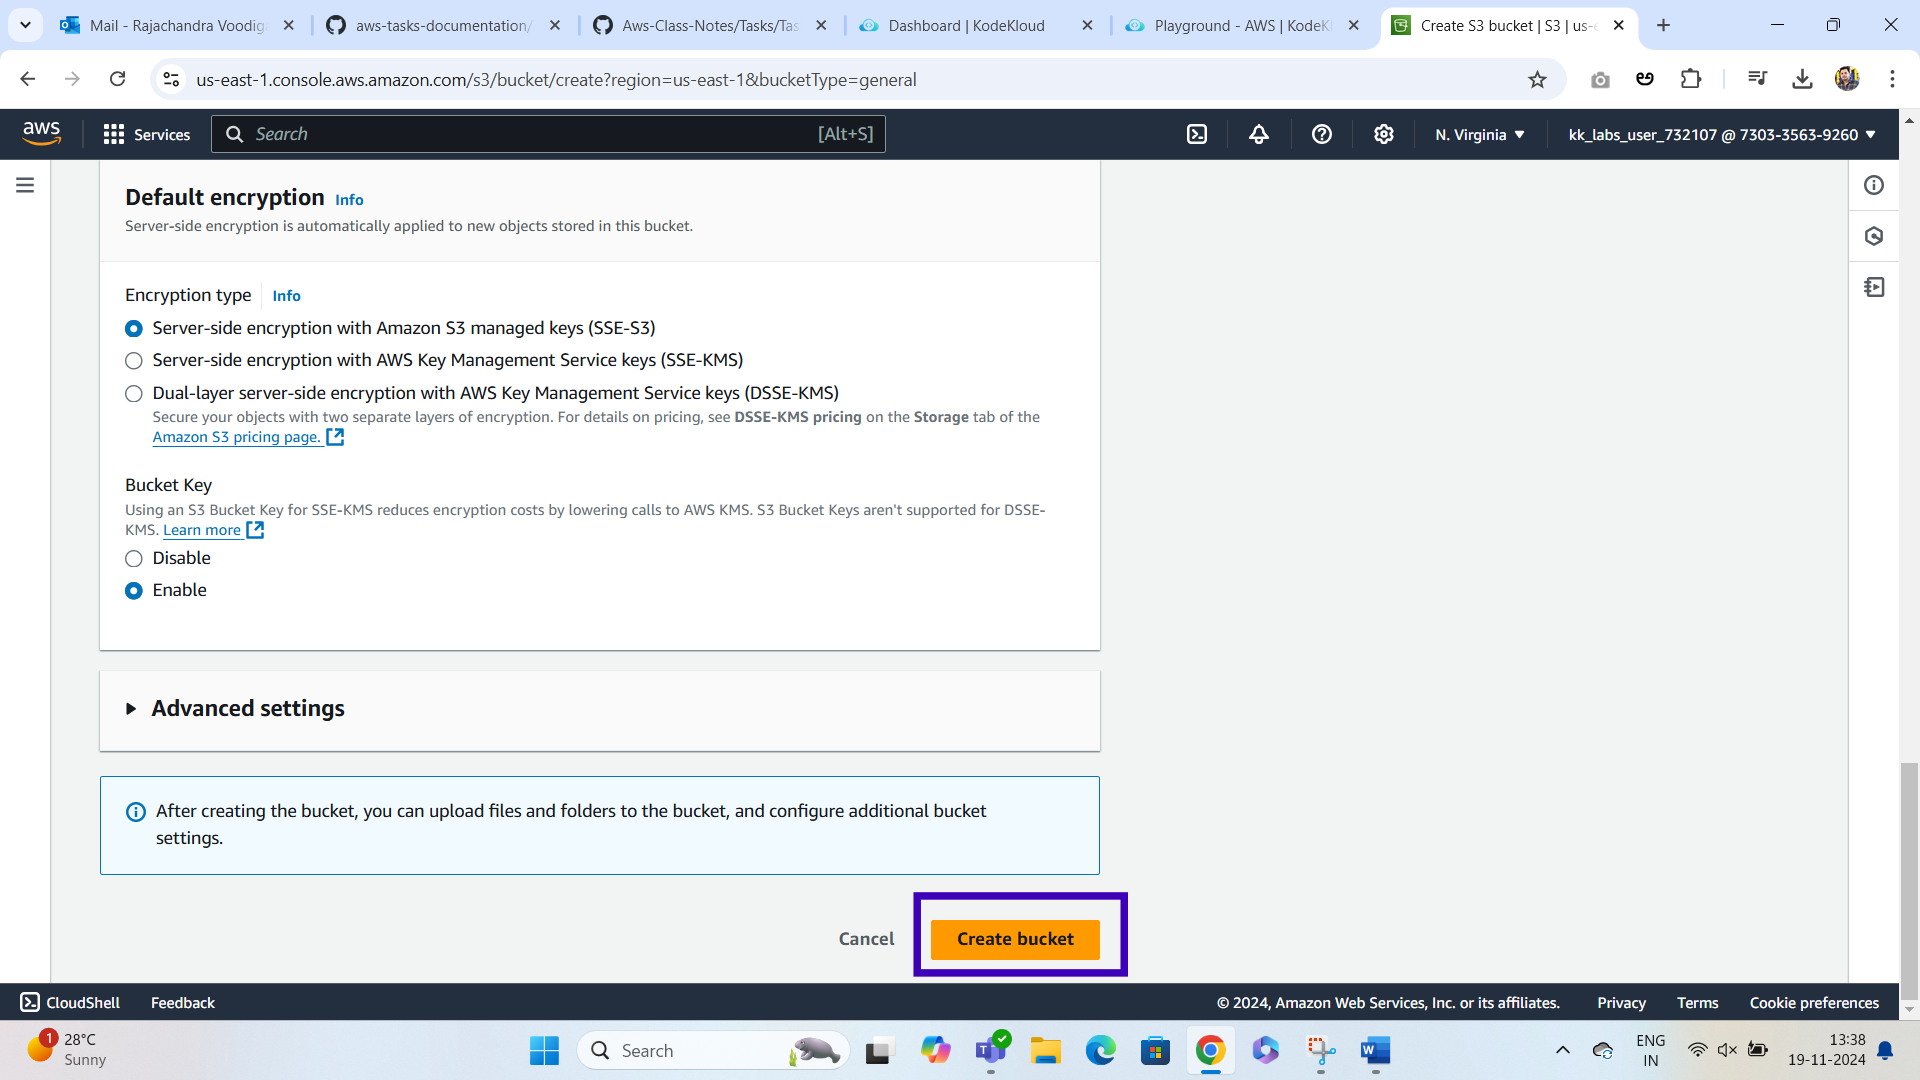 Mail - Rajachandra Voodig
aws-tasks-documentation/
Aws-Class-Notes/Tasks/Tas
Dashboard | KodeKloud
Playground - AWS | KodeKl
Create S3 bucket | S3 | us-e
us-east-1.console.aws.amazon.com/s3/bucket/create?region=us-east-1&bucketType=general
aws
Services
Search
[Alt+S]
N. Virginia
kk_labs_user_732107 @ 7303-3563-9260
Default encryption Info
Server-side encryption is automatically applied to new objects stored in this bucket.
Encryption type Info
Server-side encryption with Amazon S3 managed keys (SSE-S3)
Server-side encryption with AWS Key Management Service keys (SSE-KMS)
Dual-layer server-side encryption with AWS Key Management Service keys (DSSE-KMS)
Secure your objects with two separate layers of encryption. For details on pricing, see DSSE-KMS pricing on the Storage tab of the
Amazon S3 pricing page.
Bucket Key
Using an S3 Bucket Key for SSE-KMS reduces encryption costs by lowering calls to AWS KMS. S3 Bucket Keys aren't supported for DSSE-
KMS. Learn more
Disable
Enable
Advanced settings
After creating the bucket, you can upload files and folders to the bucket, and configure additional bucket
settings.
Cancel
Create bucket
CloudShell
Feedback
© 2024, Amazon Web Services, Inc. or its affiliates.
Privacy
Terms
Cookie preferences
1
28°C
Sunny
Search
ENG
IN
13:38
19-11-2024